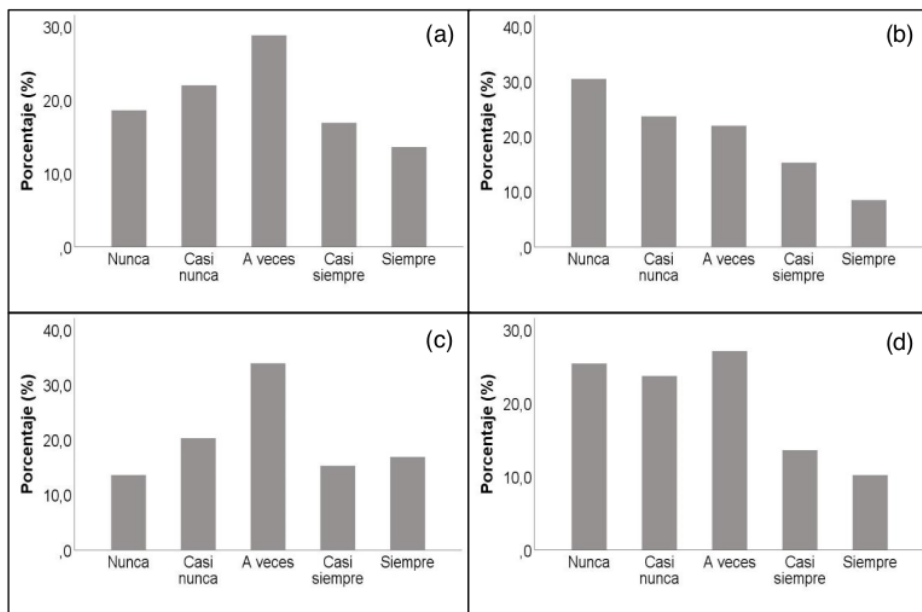 (a)
Porcentaje (%)
30,0
20,0
10,0
,0
Nunca
Casi nunca
A veces
Casi siempre
Siempre
(b)
Porcentaje (%)
40,0
30,0
20,0
10,0
,0
Nunca
Casi nunca
A veces
Casi siempre
Siempre
(c)
Porcentaje (%)
40,0
30,0
20,0
10,0
,0
Nunca
Casi nunca
A veces
Casi siempre
Siempre
(d)
Porcentaje (%)
30,0
20,0
10,0
,0
Nunca
Casi nunca
A veces
Casi siempre
Siempre